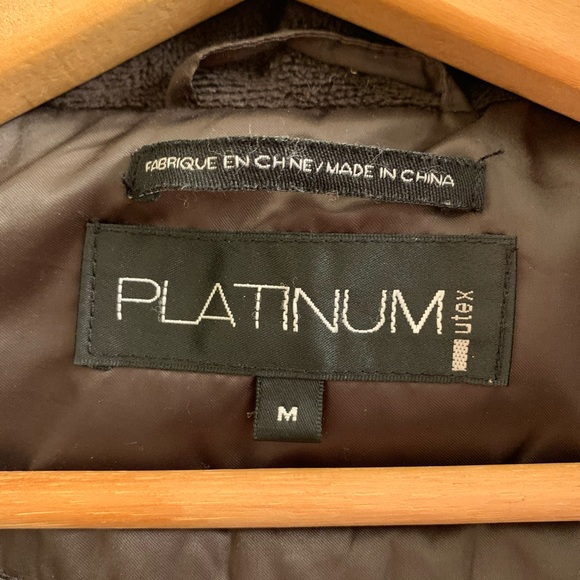 FABRIQUE EN CHINE/MADE IN CHINA
PLATINUM
utex
M